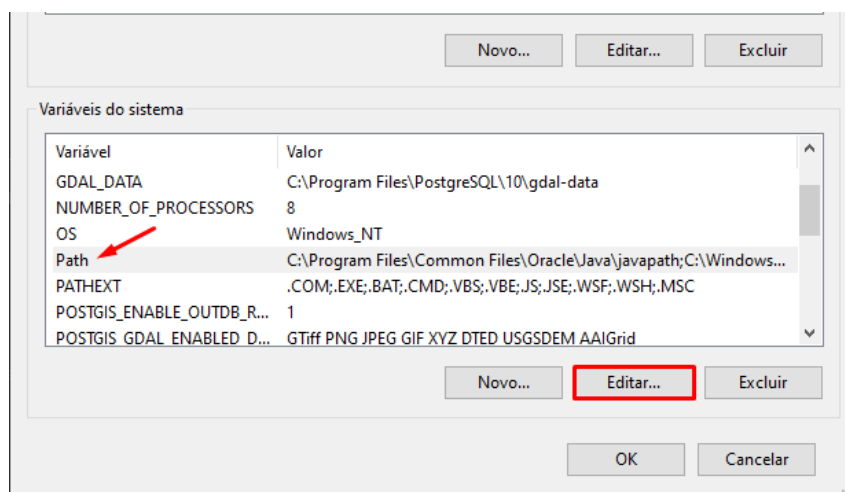 Novo... Editar... Excluir
Variáveis do sistema
Variável Valor
GDAL_DATA C:\Program Files\PostgreSQL\10\gdal-data
NUMBER_OF_PROCESSORS 8
OS Windows_NT
Path C:\Program Files\Common Files\Oracle\Java\javapath;C:\Windows...
PATHEXT .COM;.EXE;.BAT;.CMD;.VBS;.VBE;.JS;.JSE;.WSF;.WSH;.MSC
POSTGIS_ENABLE_OUTDB_R... 1
POSTGIS_GDAL_ENABLED_D... GTiff PNG JPEG GIF XYZ DTED USGSDEM AAIGrid
Novo... Editar... Excluir
OK Cancelar